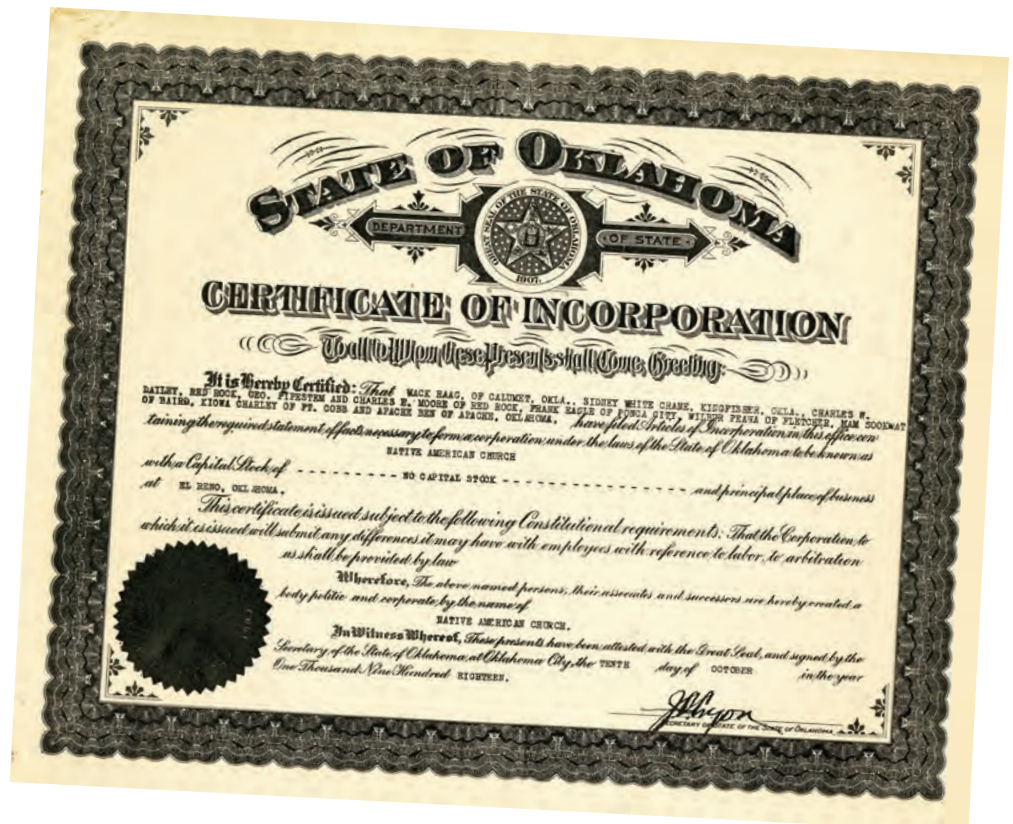 STATE OF OKLAHOMA
DEPARTMENT OF STATE
GREAT SEAL OF THE STATE OF OKLAHOMA
1907.
CERTIFICATE OF INCORPORATION
To all to Whom these Presents shall Come, Greeting:
It is Hereby Certified: That MACK HAAG, OF CALUMET, OKLA., SIDNEY WHITE CRANE, KINGFISHER, OKLA., CHARLES W.
DAILEY, RED ROCK, GEO. PIPESTEM AND CHARLES E. MOORE OF RED ROCK, FRANK EAGLE OF PONCA CITY, WILBUR PEAWA OF FLETCHER, MAM SOOKWAT
OF BAIRD, KIOWA CHARLEY OF FT. COBB AND APACHE BEN OF APACHE, OKLAHOMA, have filed Articles of Incorporation in this office con
taining the required statement of facts necessary to form a corporation under the laws of the State of Oklahoma to be known as
NATIVE AMERICAN CHURCH
with a Capital Stock of - - - - - - - - - - NO CAPITAL STOCK - - - - - - - - - - - - - - and principal place of business
at EL RENO, OKLAHOMA.
This certificate is issued subject to the following Constitutional requirements: That the Corporation to
which it is issued will submit any differences it may have with employees with reference to labor, to arbitration
as shall be provided by law
Wherefore, The above named persons, their associates and successors are hereby created a
body politic and corporate, by the name of
NATIVE AMERICAN CHURCH.
In Witness Whereof, These presents have been attested with the Great Seal, and signed by the
Secretary of the State of Oklahoma, at Oklahoma City, the TENTH day of OCTOBER in the year
One Thousand Nine Hundred EIGHTEEN.
SECRETARY OF STATE OF THE STATE OF OKLAHOMA